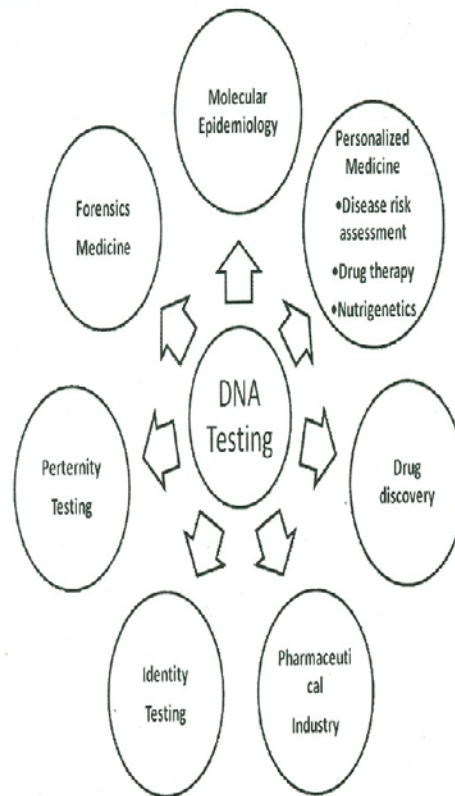 Molecular
Epidemiology
Personalized
Medicine
•Disease risk
assessment
•Drug therapy
•Nutrigenetics
Forensics
Medicine
DNA
Testing
Perternity
Testing
Drug
discovery
Identity
Testing
Pharmaceuti
cal
Industry